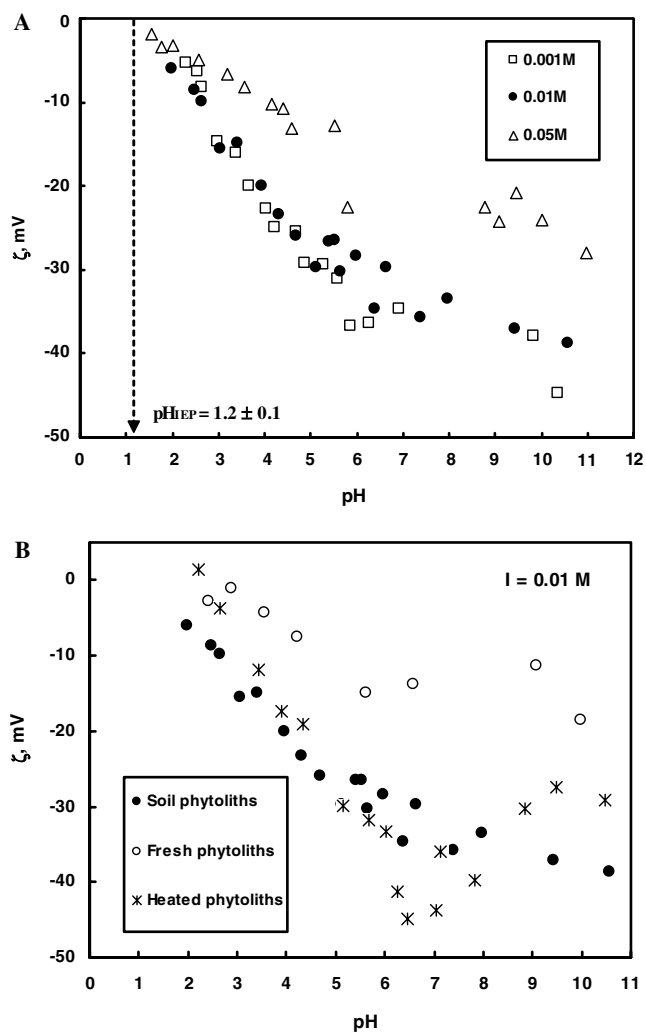 A
0
-10
-20
-30
-40
-50
ζ, mV
0.001M
0.01M
0.05M
pHIEP = 1.2 ± 0.1
0 1 2 3 4 5 6 7 8 9 10 11 12
pH
B
0
-10
-20
-30
-40
-50
ζ, mV
I = 0.01 M
Soil phytoliths
Fresh phytoliths
Heated phytoliths
0 1 2 3 4 5 6 7 8 9 10 11
pH